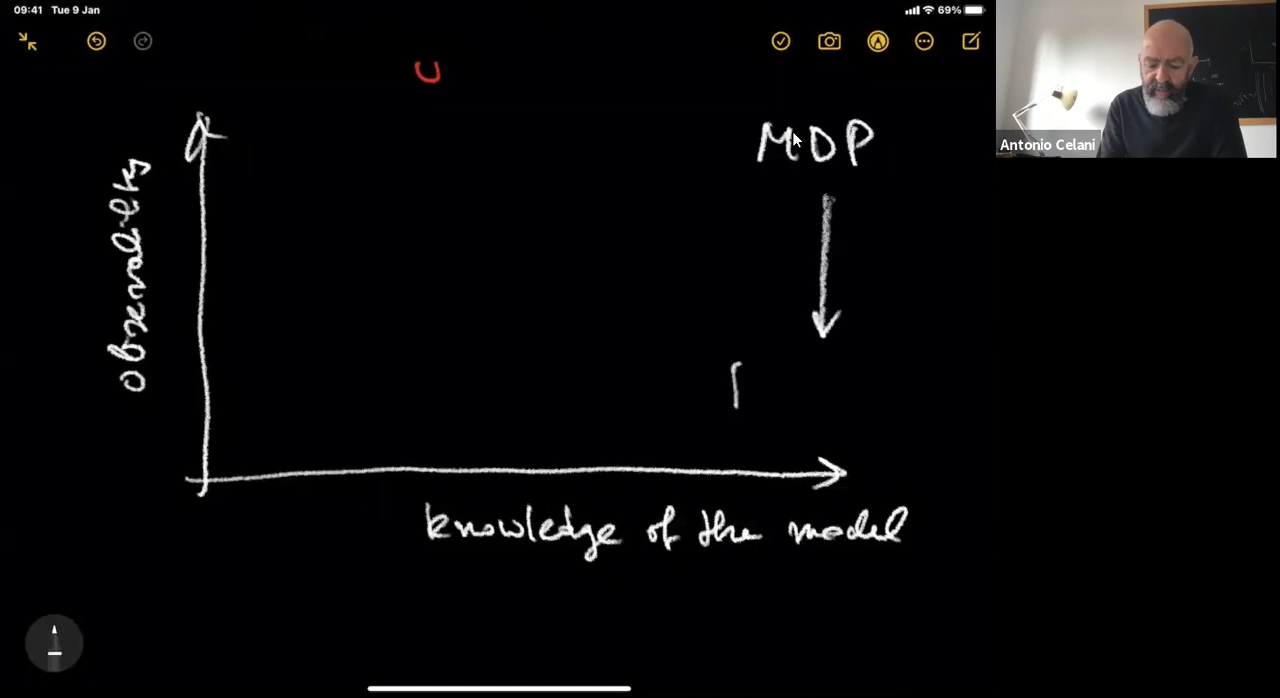 09:41 Tue 9 Jan
69%
MDP
Antonio Celani
observability
knowledge of the model